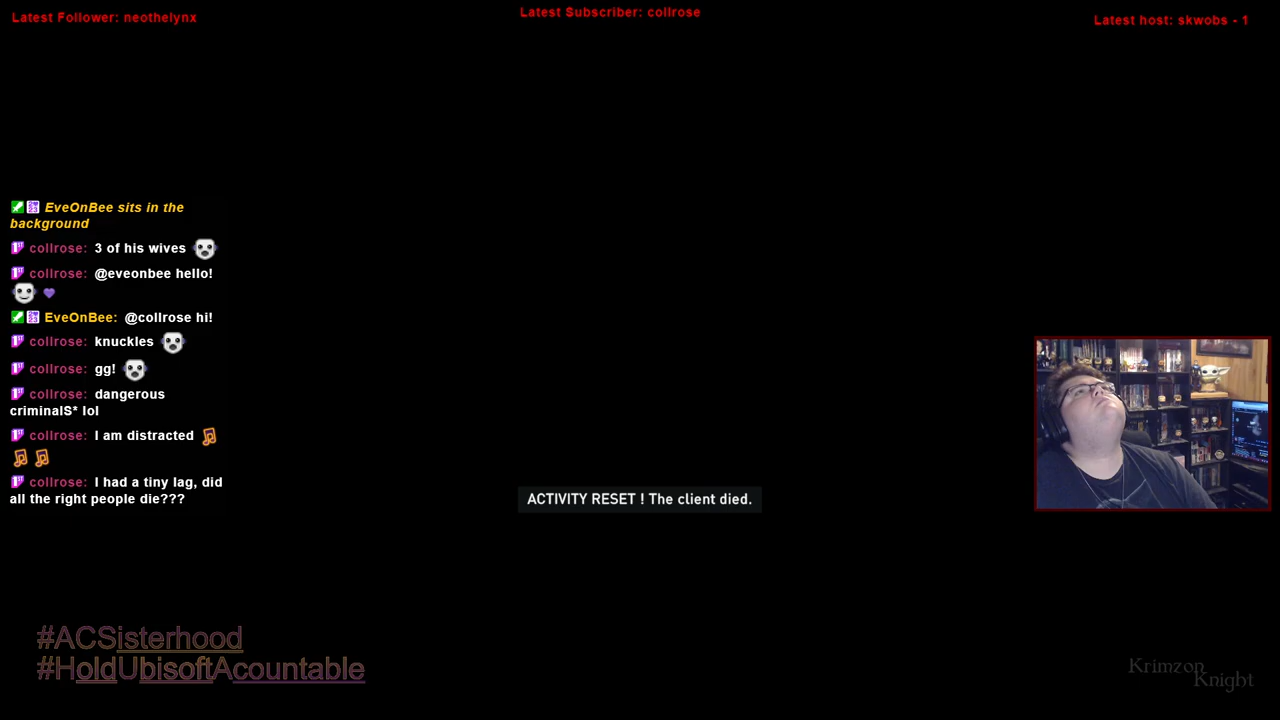 Latest Follower: neothelynx
Latest Subscriber: collrose
Latest host: skwobs - 1
EveOnBee sits in the
background
collrose: 3 of his wives
collrose: @eveonbee hello!
EveOnBee: @collrose hi!
collrose: knuckles
collrose: gg!
collrose: dangerous
criminalS* lol
collrose: I am distracted
collrose: I had a tiny lag, did
all the right people die???
ACTIVITY RESET ! The client died.
#ACSisterhood
#HoldUbisoftAcountable
Krimzon
Knight